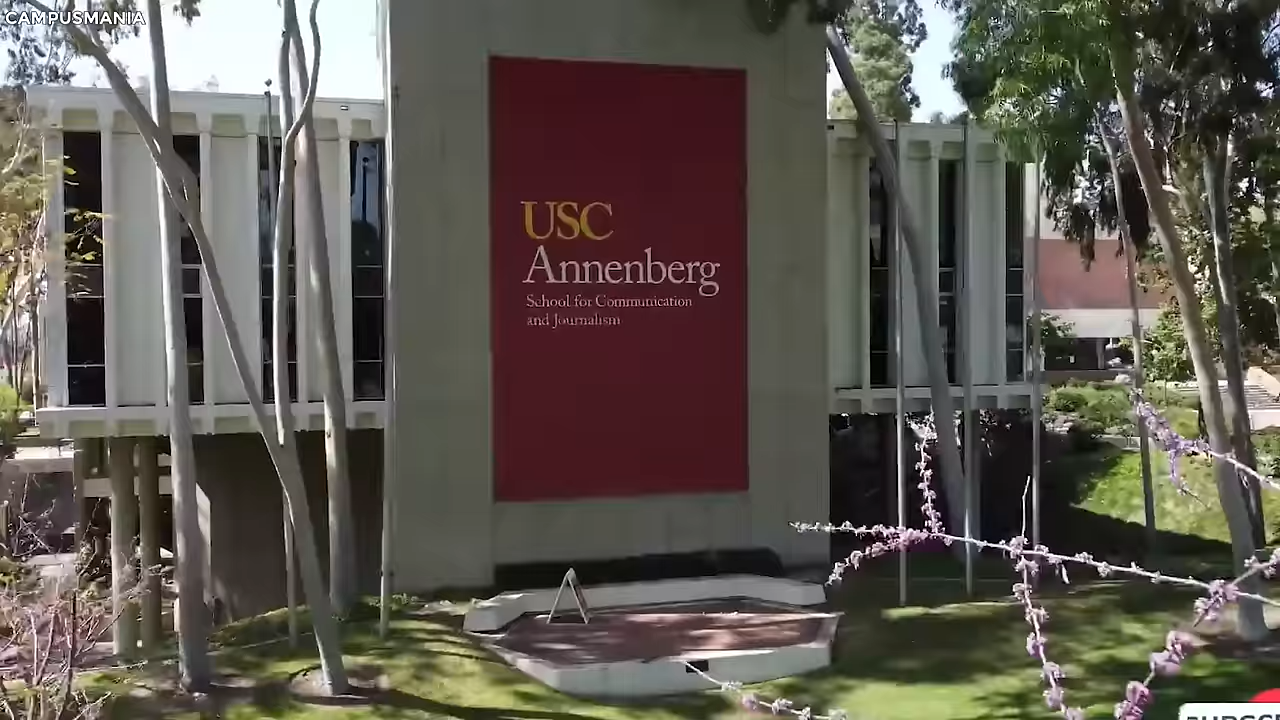 CAMPUSMANIA
USC
Annenberg
School for Communication
and Journalism